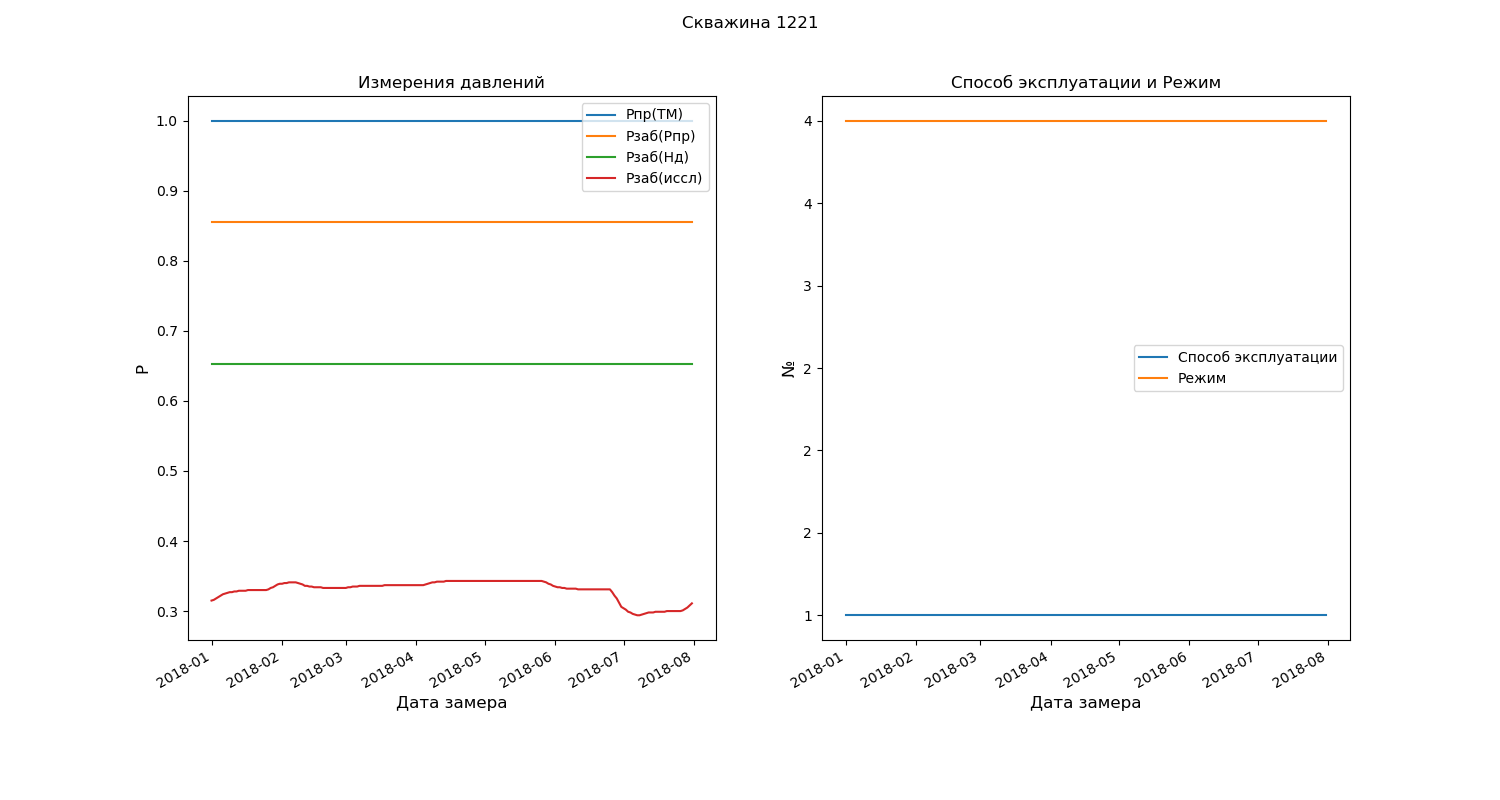 Скважина 1221
Измерения давлений
1.0
0.9
0.8
0.7
0.6
0.5
0.4
0.3
P
Рпр(ТМ)
Рзаб(Рпр)
Рзаб(Нд)
Рзаб(иссл)
2018-01
2018-02
2018-03
2018-04
2018-05
2018-06
2018-07
2018-08
Дата замера
Способ эксплуатации и Режим
4
4
3
2
2
2
1
№
Способ эксплуатации
Режим
2018-01
2018-02
2018-03
2018-04
2018-05
2018-06
2018-07
2018-08
Дата замера